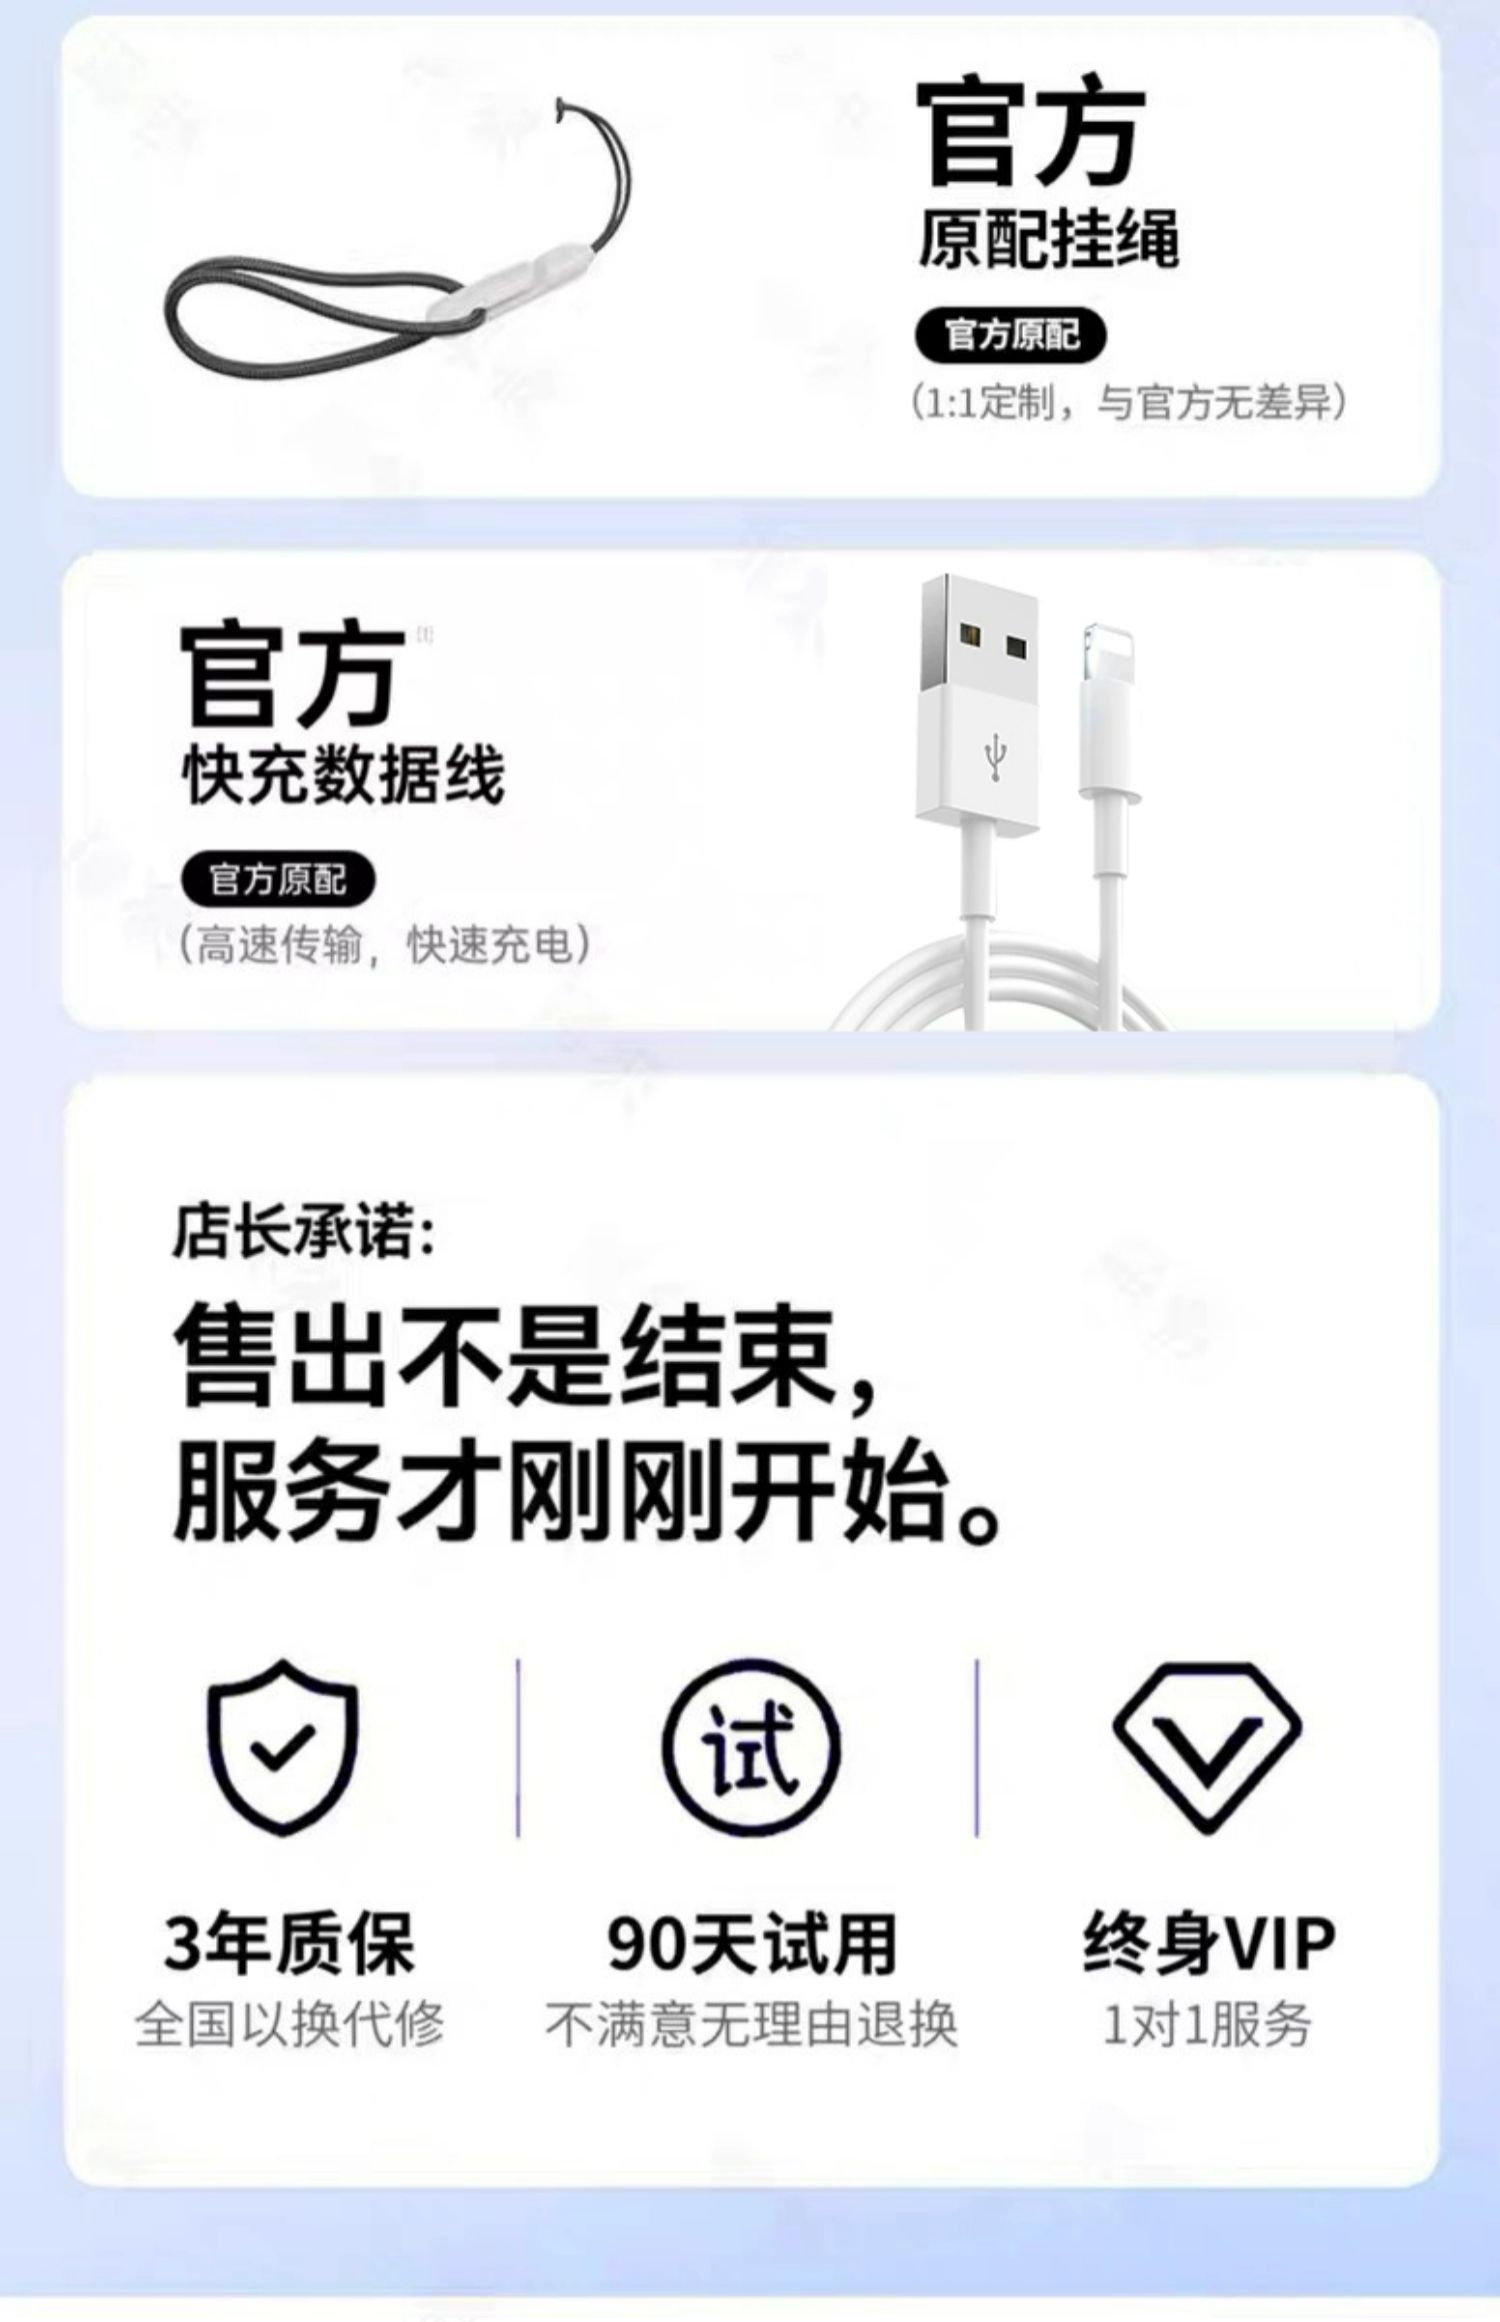 官方
原配挂绳
官方原配
（1:1定制，与官方无差异）
官方
快充数据线
官方原配
（高速传输，快速充电）
店长承诺：
售出不是结束，
服务才刚刚开始。
试
3年质保
90天试用
终身VIP
全国以换代修
不满意无理由退换
1对1服务